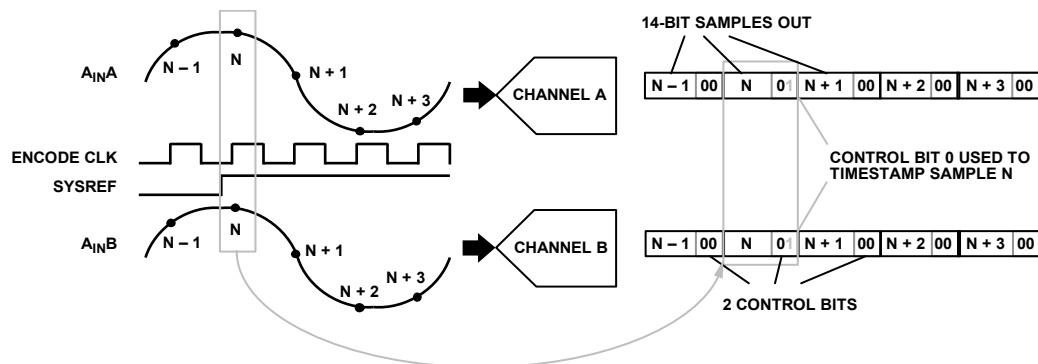 14-BIT SAMPLES OUT
AINA
N – 1
N
N + 1
N + 2
N + 3
CHANNEL A
N – 1 00 N 01 N + 1 00 N + 2 00 N + 3 00
ENCODE CLK
SYSREF
CONTROL BIT 0 USED TO
TIMESTAMP SAMPLE N
AINB
N – 1
N
N + 1
N + 2
N + 3
CHANNEL B
N – 1 00 N 01 N + 1 00 N + 2 00 N + 3 00
2 CONTROL BITS